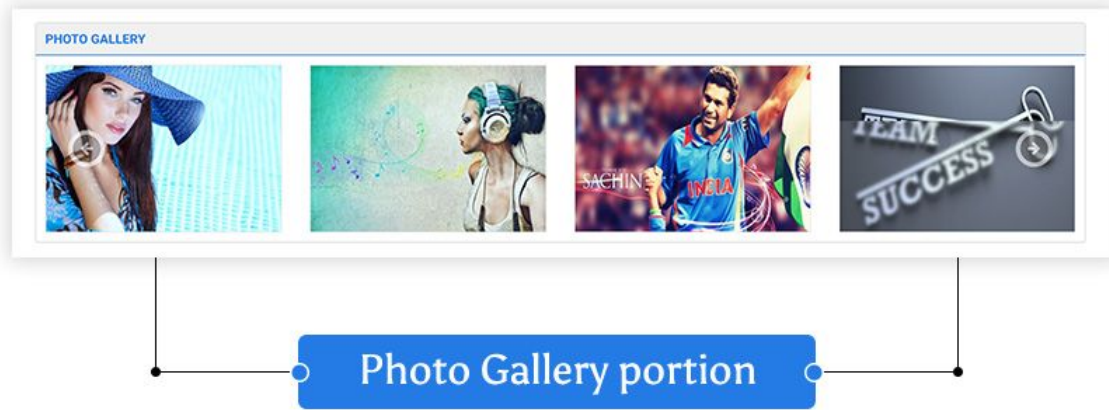 PHOTO GALLERY
SACHIN
INDIA
TEAM
SUCCESS
Photo Gallery portion